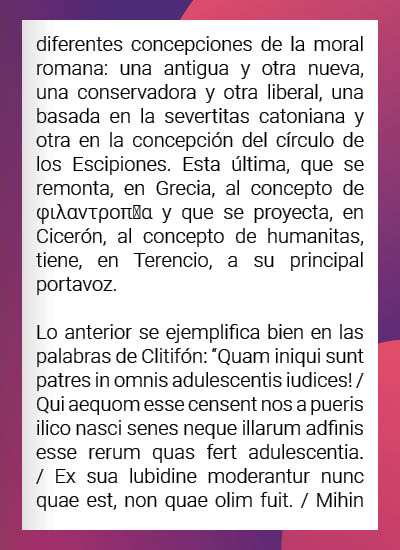 diferentes concepciones de la moral
romana: una antigua y otra nueva,
una conservadora y otra liberal, una
basada en la severtitas catoniana y
otra en la concepción del círculo de
los Escipiones. Esta última, que se
remonta, en Grecia, al concepto de
φιλαντροπ▯α y que se proyecta, en
Cicerón, al concepto de humanitas,
tiene, en Terencio, a su principal
portavoz.
Lo anterior se ejemplifica bien en las
palabras de Clitifón: “Quam iniqui sunt
patres in omnis adulescentis iudices! /
Qui aequom esse censent nos a pueris
ilico nasci senes neque illarum adfinis
esse rerum quas fert adulescentia.
/ Ex sua lubidine moderantur nunc
quae est, non quae olim fuit. / Mihin